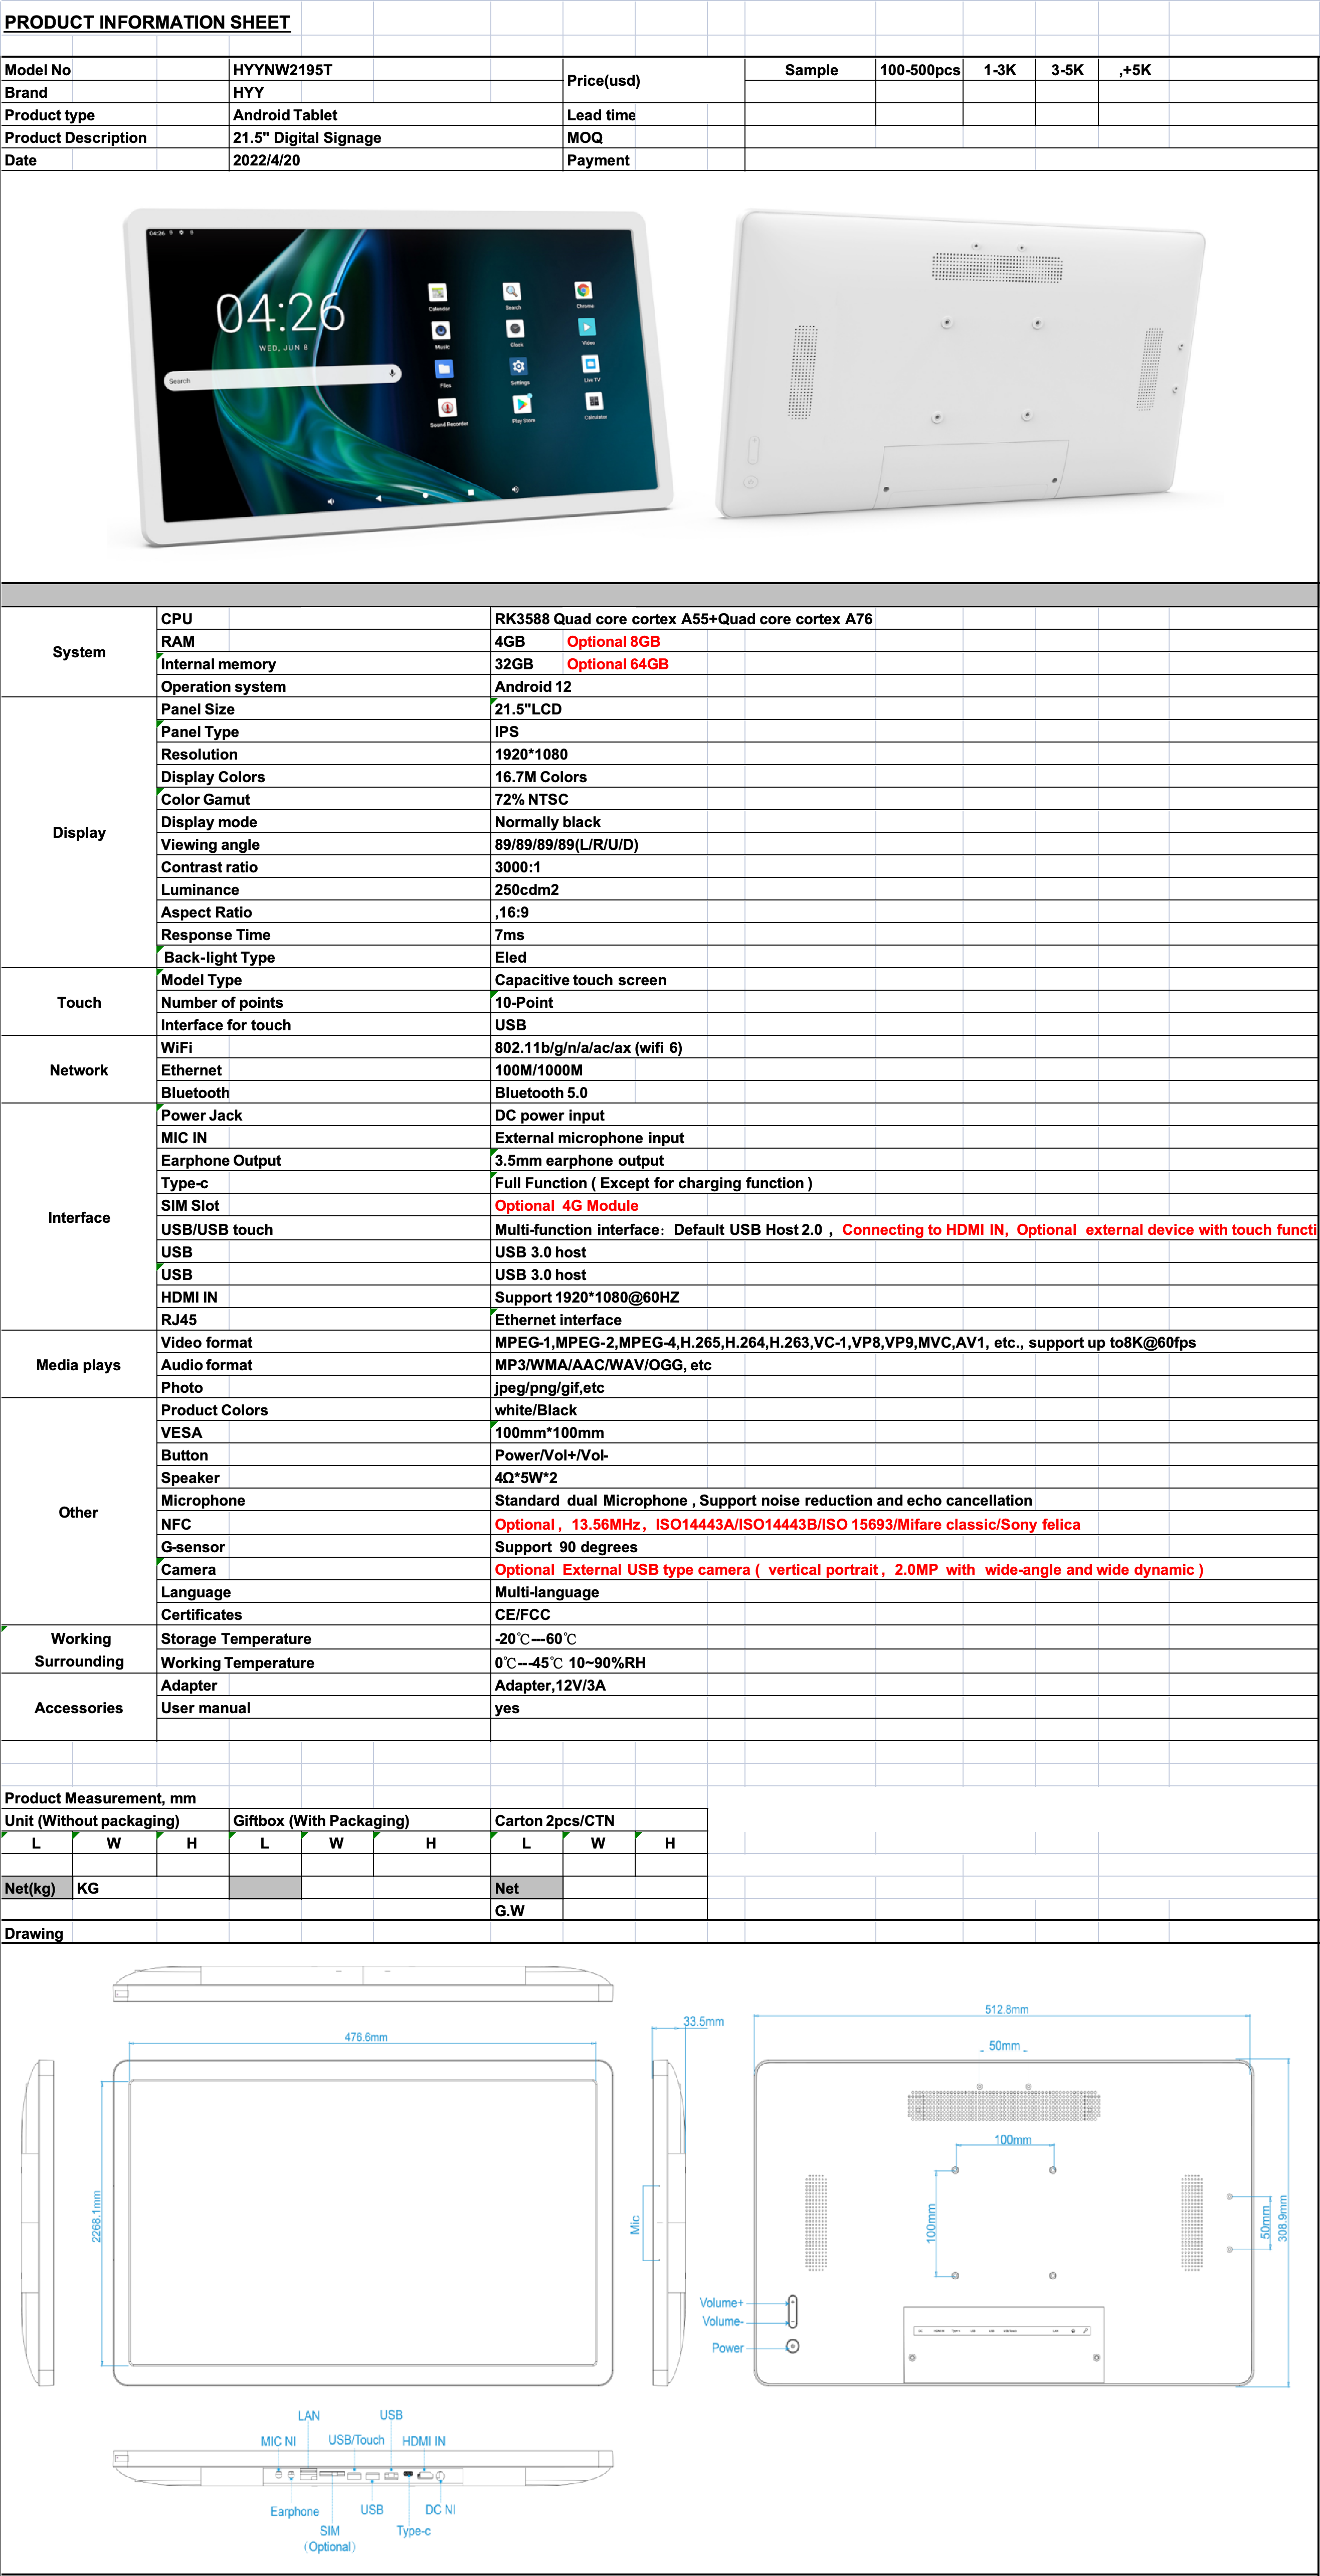 PRODUCT INFORMATION SHEET
Model No HYYNW2195T Price(usd) Sample 100-500pcs 1-3K 3-5K ,+5K
Brand HYY
Product type Android Tablet Lead time
Product Description 21.5" Digital Signage MOQ
Date 2022/4/20 Payment
04:26
04:26
WED, JUN 8
Search
Calendar Search Chrome
Music Clock Video
Files Settings Live TV
Sound Recorder Play Store Calculator
System
CPU RK3588 Quad core cortex A55+Quad core cortex A76
RAM 4GB Optional 8GB
Internal memory 32GB Optional 64GB
Operation system Android 12
Display
Panel Size 21.5"LCD
Panel Type IPS
Resolution 1920*1080
Display Colors 16.7M Colors
Color Gamut 72% NTSC
Display mode Normally black
Viewing angle 89/89/89/89(L/R/U/D)
Contrast ratio 3000:1
Luminance 250cdm2
Aspect Ratio ,16:9
Response Time 7ms
Back-light Type Eled
Touch
Model Type Capacitive touch screen
Number of points 10-Point
Interface for touch USB
Network
WiFi 802.11b/g/n/a/ac/ax (wifi 6)
Ethernet 100M/1000M
Bluetooth Bluetooth 5.0
Interface
Power Jack DC power input
MIC IN External microphone input
Earphone Output 3.5mm earphone output
Type-c Full Function ( Except for charging function )
SIM Slot Optional 4G Module
USB/USB touch Multi-function interface: Default USB Host 2.0 , Connecting to HDMI IN, Optional external device with touch functi
USB USB 3.0 host
USB USB 3.0 host
HDMI IN Support 1920*1080@60HZ
RJ45 Ethernet interface
Media plays
Video format MPEG-1,MPEG-2,MPEG-4,H.265,H.264,H.263,VC-1,VP8,VP9,MVC,AV1, etc., support up to8K@60fps
Audio format MP3/WMA/AAC/WAV/OGG, etc
Photo jpeg/png/gif,etc
Other
Product Colors white/Black
VESA 100mm*100mm
Button Power/Vol+/Vol-
Speaker 4Ω*5W*2
Microphone Standard dual Microphone , Support noise reduction and echo cancellation
NFC Optional , 13.56MHz, ISO14443A/ISO14443B/ISO 15693/Mifare classic/Sony felica
G-sensor Support 90 degrees
Camera Optional External USB type camera ( vertical portrait , 2.0MP with wide-angle and wide dynamic )
Language Multi-language
Certificates CE/FCC
Working Surrounding
Storage Temperature -20℃---60℃
Working Temperature 0℃---45℃ 10~90%RH
Accessories
Adapter Adapter,12V/3A
User manual yes
Product Measurement, mm
Unit (Without packaging) Giftbox (With Packaging) Carton 2pcs/CTN
L W H L W H L W H
Net(kg) KG Net
G.W
Drawing
476.6mm
2268.1mm
33.5mm
Mic
512.8mm
50mm
100mm
100mm
50mm
308.9mm
Volume+
Volume-
Power
LAN USB
MIC NI USB/Touch HDMI IN
Earphone USB DC NI
SIM Type-c
(Optional)